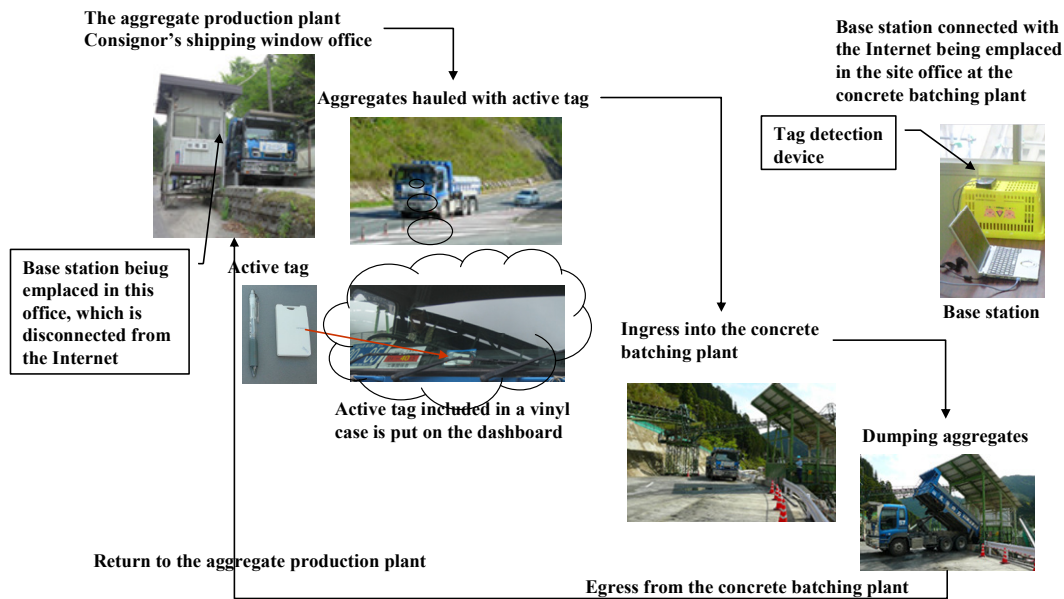 The aggregate production plant
Consignor's shipping window office
Base station connected with
the Internet being emplaced
in the site office at the
concrete batching plant
Aggregates hauled with active tag
Tag detection
device
Base station beiug
emplaced in this
office, which is
disconnected from
the Internet
Active tag
Base station
Ingress into the concrete
batching plant
Active tag included in a vinyl
case is put on the dashboard
Dumping aggregates
Return to the aggregate production plant
Egress from the concrete batching plant